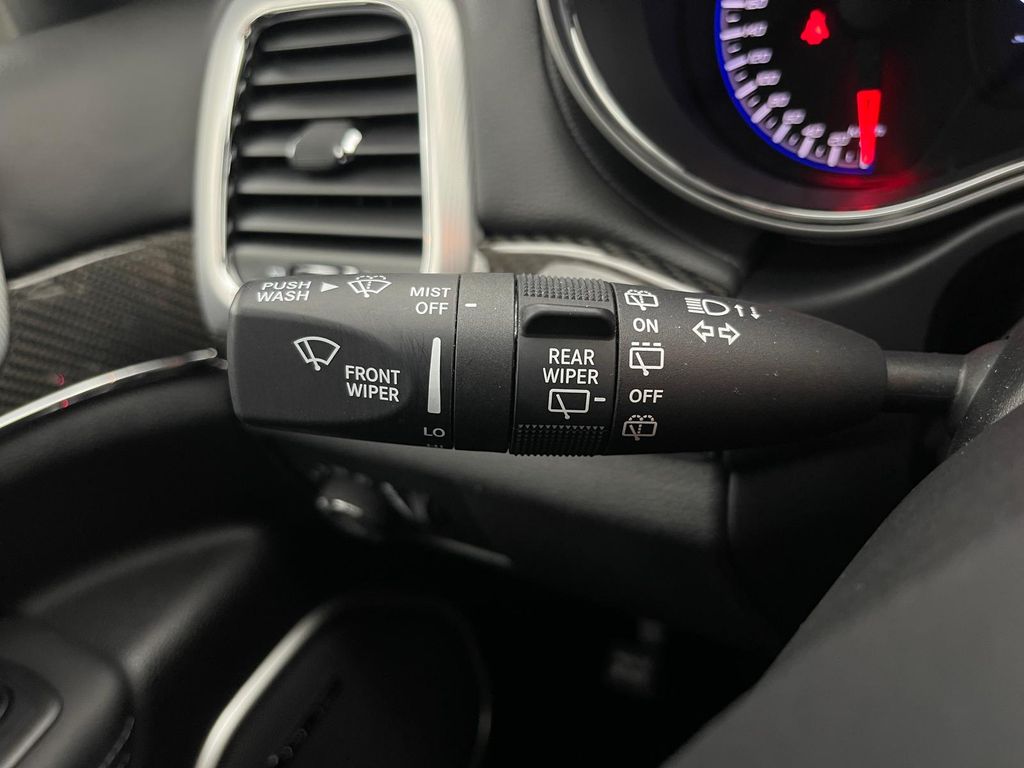 PUSH
WASH
MIST
OFF
FRONT
WIPER
LO
REAR
WIPER
ON
OFF